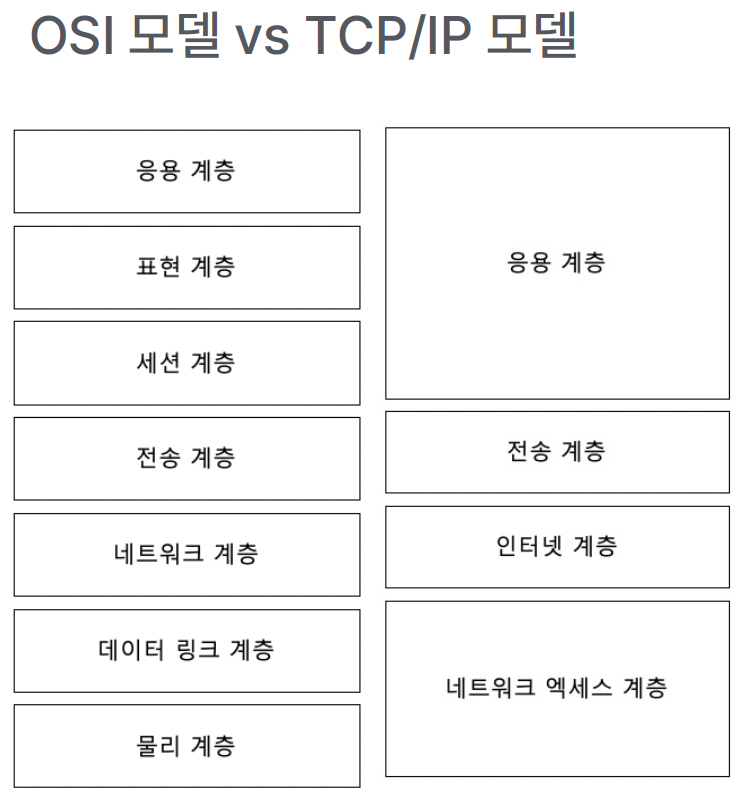 OSI 모델 vs TCP/IP 모델
응용 계층
표현 계층
세션 계층
전송 계층
네트워크 계층
데이터 링크 계층
물리 계층
응용 계층
전송 계층
인터넷 계층
네트워크 엑세스 계층